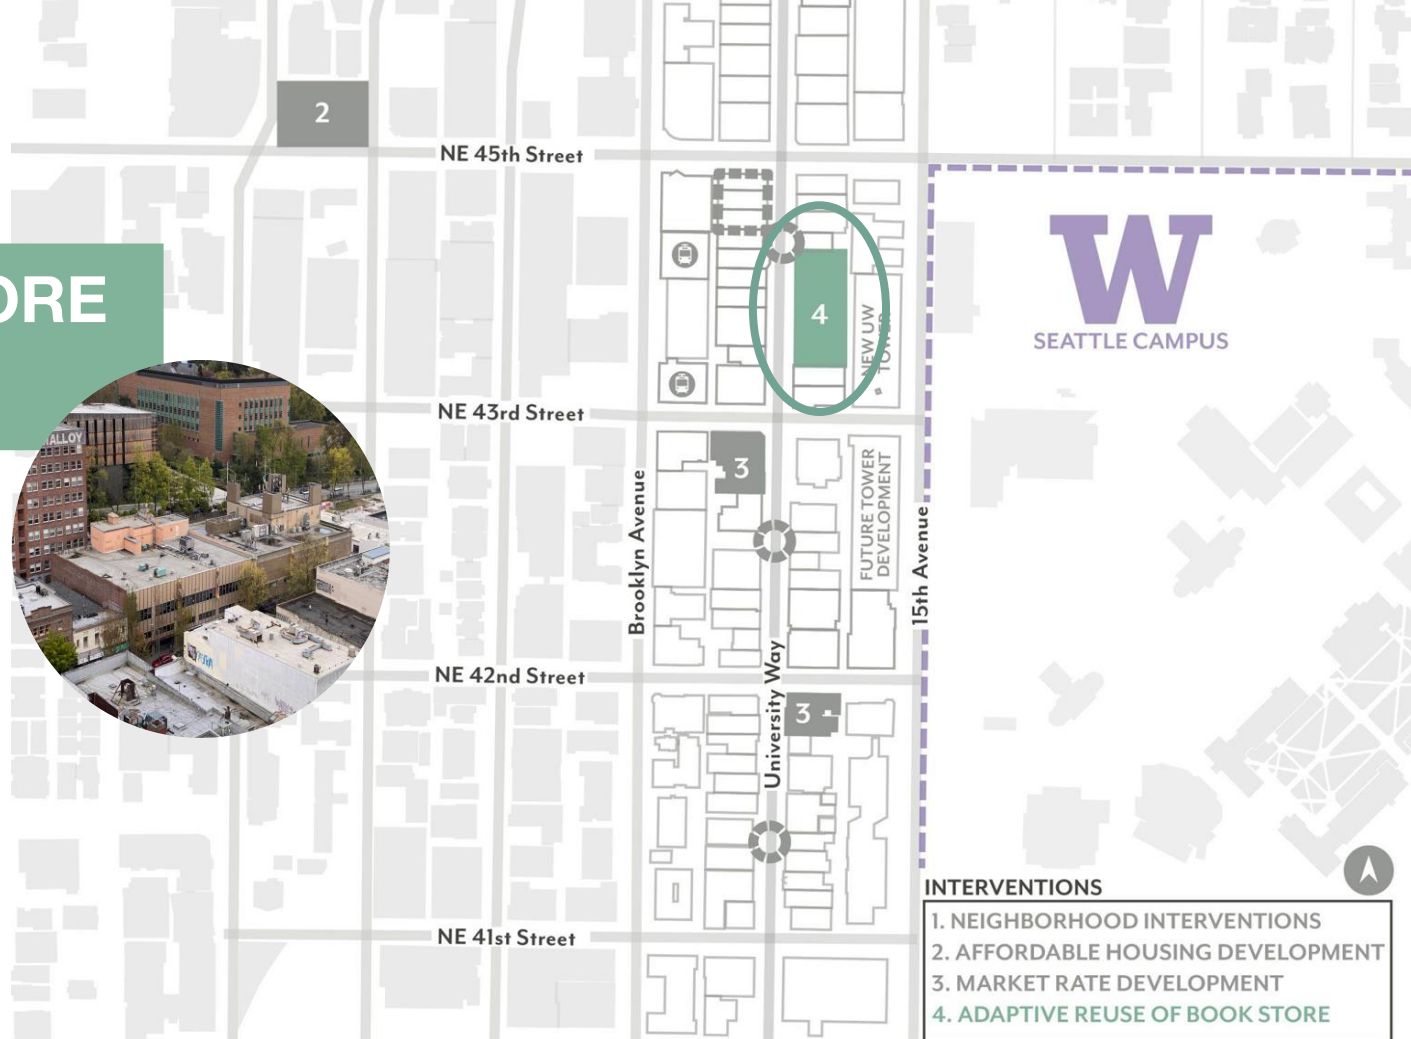 2
NE 45th Street
W
SEATTLE CAMPUS
ORE
4
NEW UW
TOWER
NE 43rd Street
ALLOY
3
FUTURE TOWER
DEVELOPMENT
Brooklyn Avenue
15th Avenue
NE 42nd Street
University Way
3
INTERVENTIONS
1. NEIGHBORHOOD INTERVENTIONS
2. AFFORDABLE HOUSING DEVELOPMENT
3. MARKET RATE DEVELOPMENT
4. ADAPTIVE REUSE OF BOOK STORE
NE 41st Street